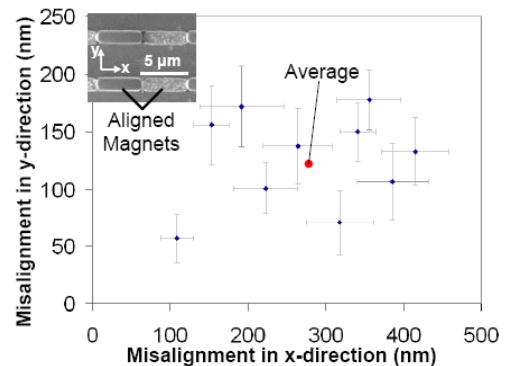 250
200
150
100
50
0
Misalignment in y-direction (nm)
y
x
5 µm
Aligned
Magnets
Average
0 100 200 300 400 500
Misalignment in x-direction (nm)